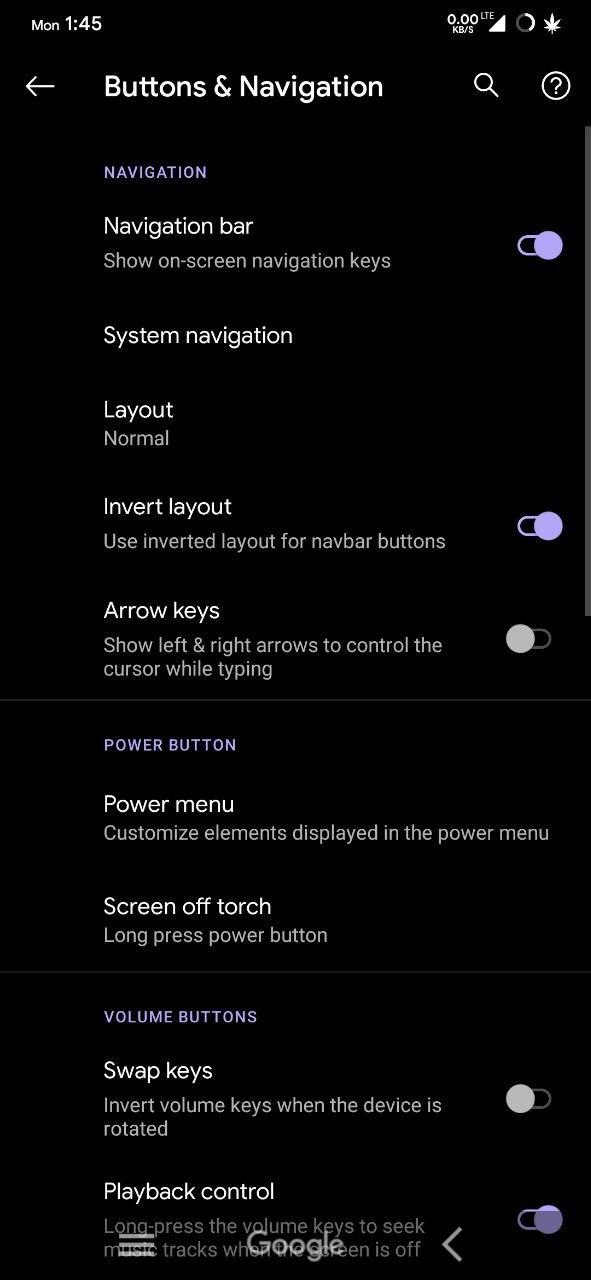 Mon 1:45
0.00 LTE
KB/S
Buttons & Navigation
NAVIGATION
Navigation bar
Show on-screen navigation keys
System navigation
Layout
Normal
Invert layout
Use inverted layout for navbar buttons
Arrow keys
Show left & right arrows to control the
cursor while typing
POWER BUTTON
Power menu
Customize elements displayed in the power menu
Screen off torch
Long press power button
VOLUME BUTTONS
Swap keys
Invert volume keys when the device is
rotated
Playback control
Long-press the volume keys to seek
music tracks when the screen is off
Google